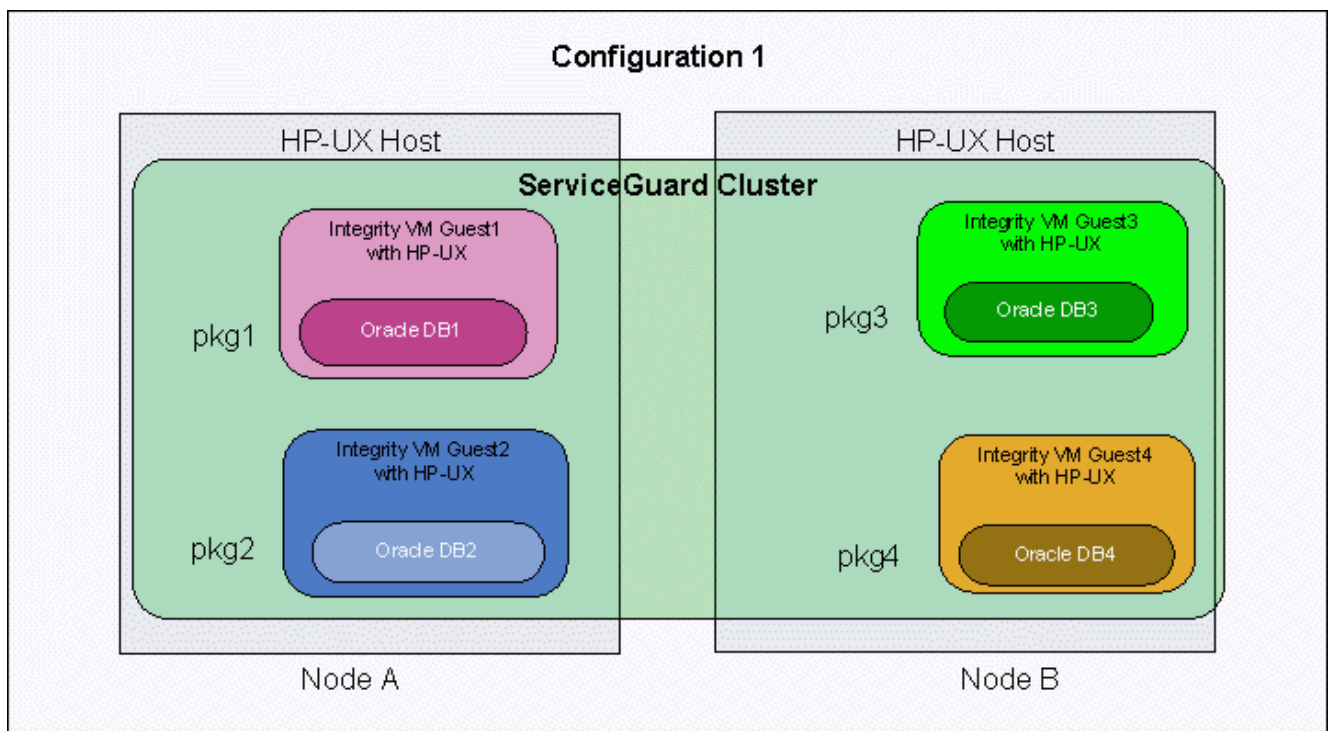 Configuration 1
HP-UX Host
HP-UX Host
ServiceGuard Cluster
Integrity VM Guest1
with HP-UX
Oracle DB1
pkg1
Integrity VM Guest2
with HP-UX
Oracle DB2
pkg2
Integrity VM Guest3
with HP-UX
Oracle DB3
pkg3
Integrity VM Guest4
with HP-UX
Oracle DB4
pkg4
Node A
Node B